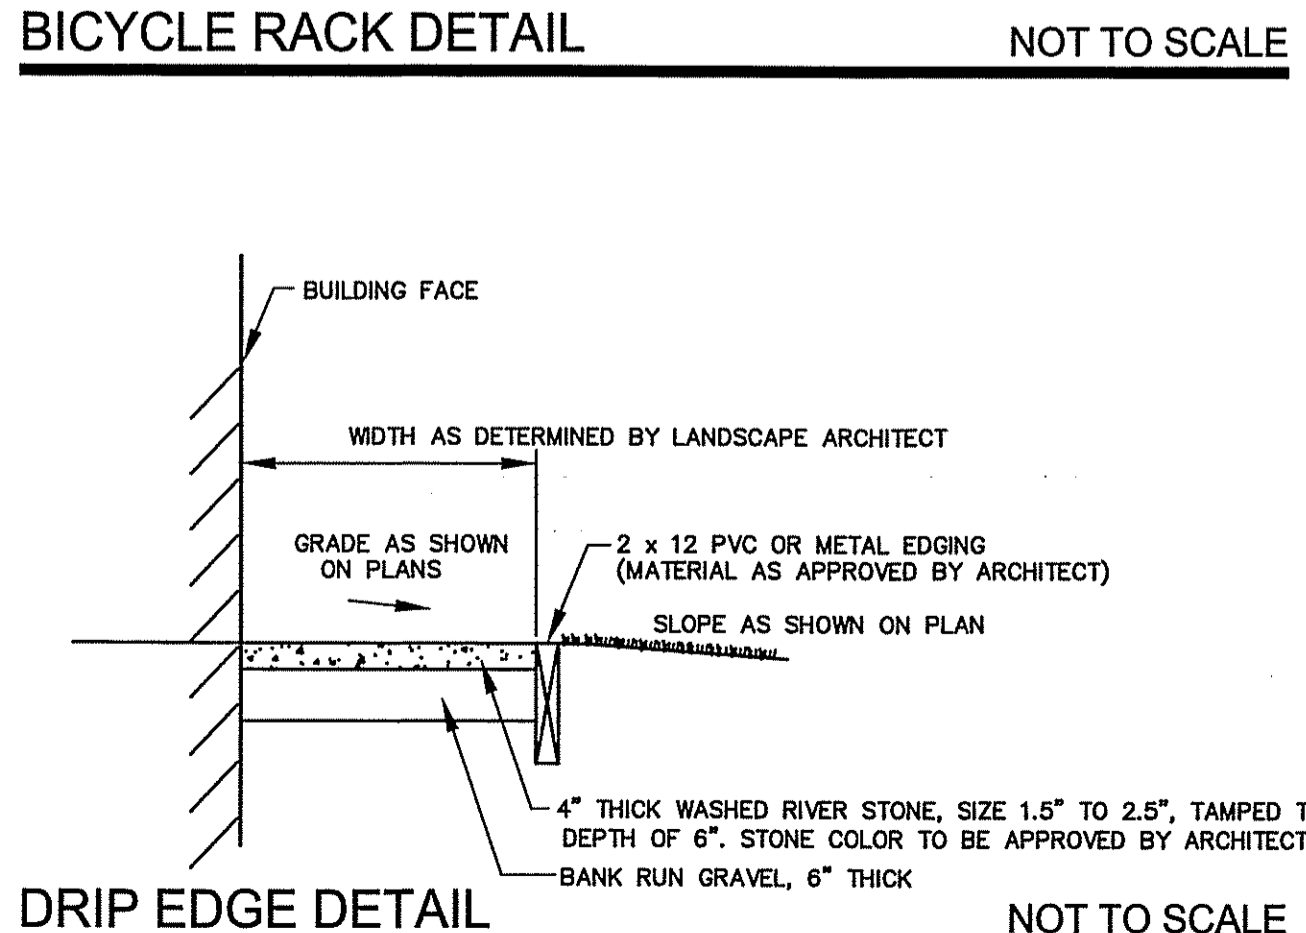 BICYCLE RACK DETAIL
NOT TO SCALE
BUILDING FACE
WIDTH AS DETERMINED BY LANDSCAPE ARCHITECT
GRADE AS SHOWN
ON PLANS
2 x 12 PVC OR METAL EDGING
(MATERIAL AS APPROVED BY ARCHITECT)
SLOPE AS SHOWN ON PLAN
4" THICK WASHED RIVER STONE, SIZE 1.5" TO 2.5", TAMPED
DEPTH OF 6". STONE COLOR TO BE APPROVED BY ARCHITECT
BANK RUN GRAVEL, 6" THICK
DRIP EDGE DETAIL
NOT TO SCALE